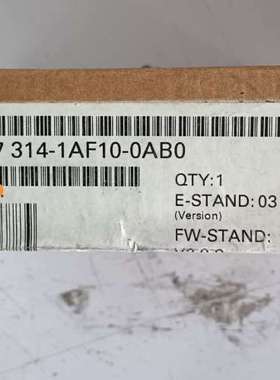 7 314-1AF10-0AB0
QTY:1
E-STAND: 03
(Version)
FW-STAND: